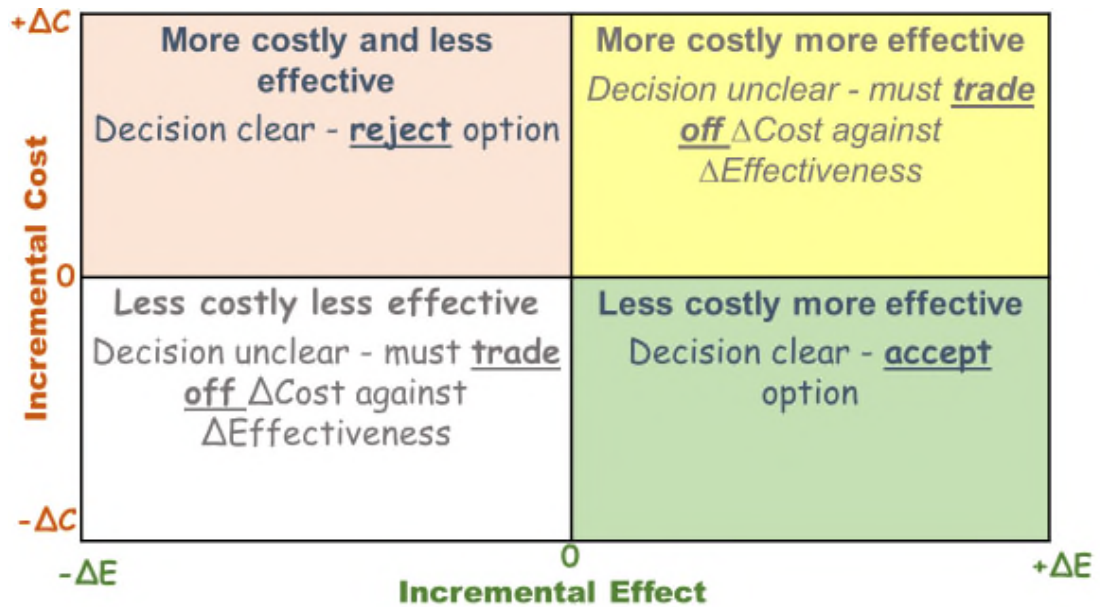 +ΔC
More costly and less
effective
Decision clear - reject option
More costly more effective
Decision unclear - must trade
off ΔCost against
ΔEffectiveness
Incremental Cost
0
Less costly less effective
Decision unclear - must trade
off ΔCost against
ΔEffectiveness
Less costly more effective
Decision clear - accept
option
-ΔC
-ΔE
0
+ΔE
Incremental Effect